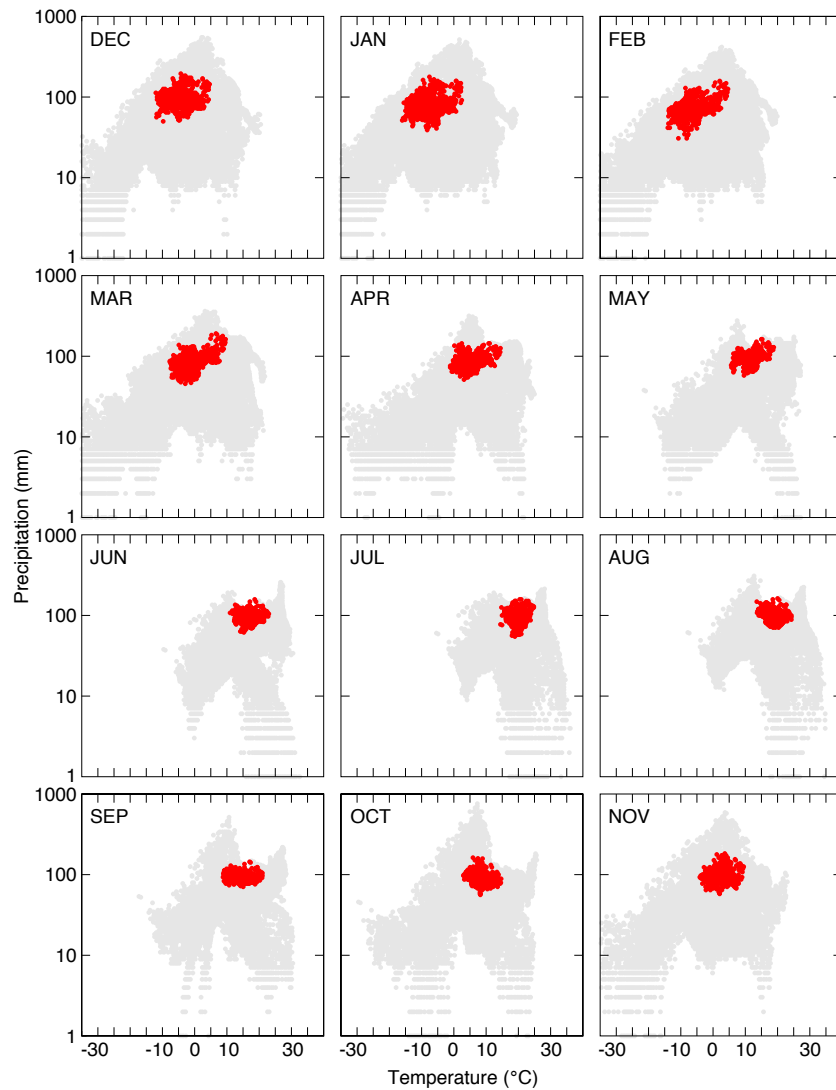 1000
DEC
JAN
FEB
100
10
1
1000
MAR
APR
MAY
100
10
1
Precipitation (mm)
1000
JUN
JUL
AUG
100
10
1
1000
SEP
OCT
NOV
100
10
1
-30 -10 0 10 30 -30 -10 0 10 30 -30 -10 0 10 30
Temperature (°C)